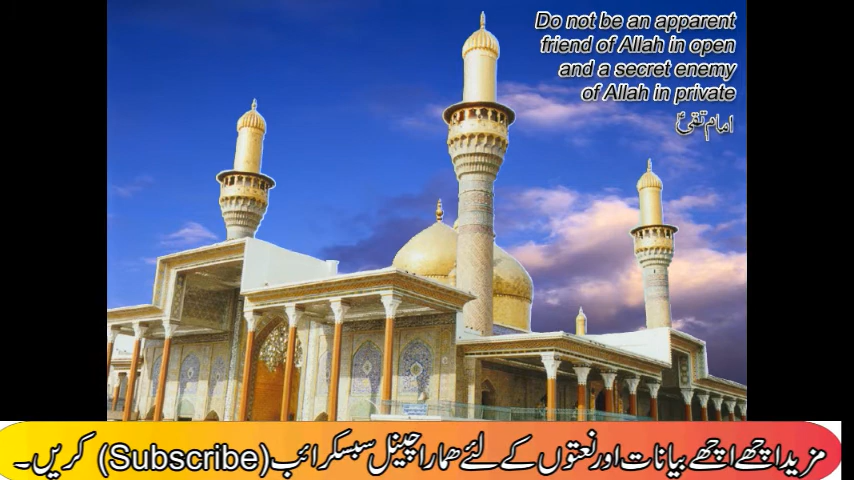 Do not be an apparent
friend of Allah in open
and a secret enemy
of Allah in private
امام تقیؑ
مزید اچھے اچھے بیانات اور نعتوں کے لئے ھمارا چینل سبسکرائب (Subscribe) کریں۔